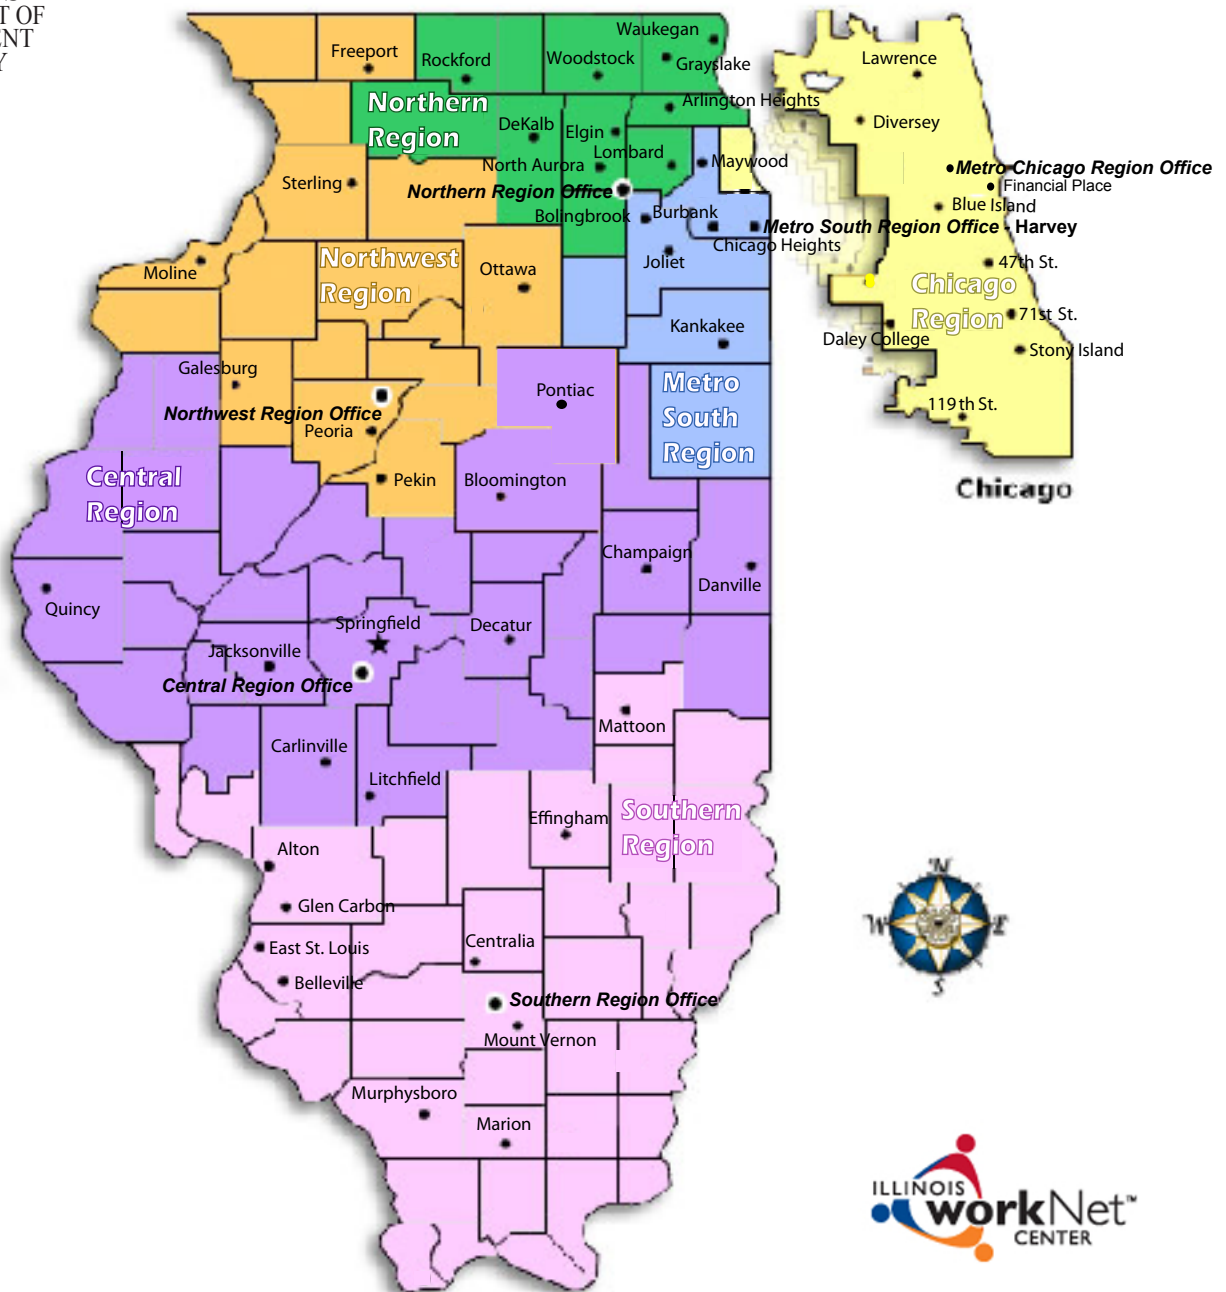 T OF
ENT
Y
Waukegan
Freeport
Rockford
Woodstock
Grayslake
Lawrence
Northern
Region
Arlington Heights
DeKalb
Elgin
Diversey
North Aurora
Lombard
Maywood
Metro Chicago Region Office
Sterling
Northern Region Office
Financial Place
Bolingbrook
Burbank
Blue Island
Metro South Region Office - Harvey
Chicago Heights
Moline
Northwest
Region
Ottawa
Joliet
47th St.
Chicago
Region
Kankakee
71st St.
Daley College
Stony Island
Galesburg
Pontiac
Metro
South
Region
Northwest Region Office
Peoria
119 th St.
Central
Region
Pekin
Bloomington
Chicago
Champaign
Danville
Quincy
Springfield
Decatur
Jacksonville
Central Region Office
Mattoon
Carlinville
Litchfield
Effingham
Southern
Region
Alton
Glen Carbon
N
W
E
S
East St. Louis
Centralia
Belleville
Southern Region Office
Mount Vernon
Murphysboro
Marion
ILLINOIS
workNet™
CENTER